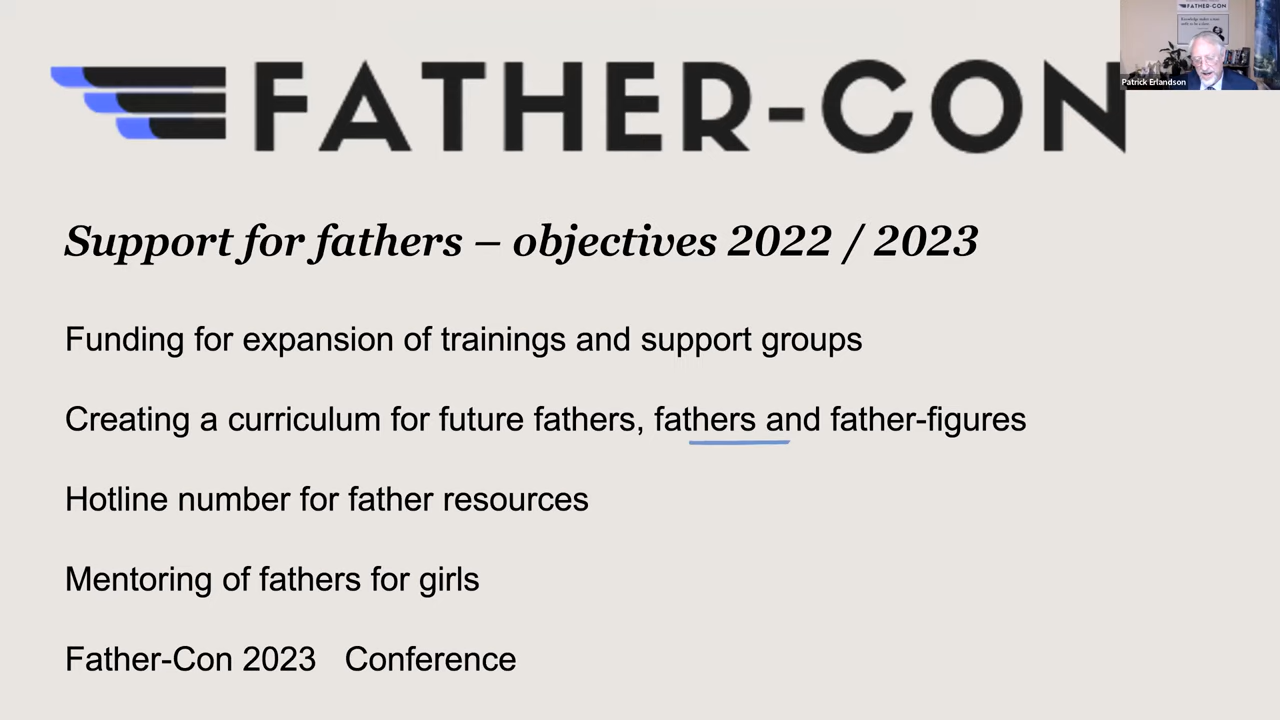 FATHER-CON
FATHER-CON
Patrick Erlandson
Support for fathers – objectives 2022 / 2023
Funding for expansion of trainings and support groups
Creating a curriculum for future fathers, fathers and father-figures
Hotline number for father resources
Mentoring of fathers for girls
Father-Con 2023 Conference